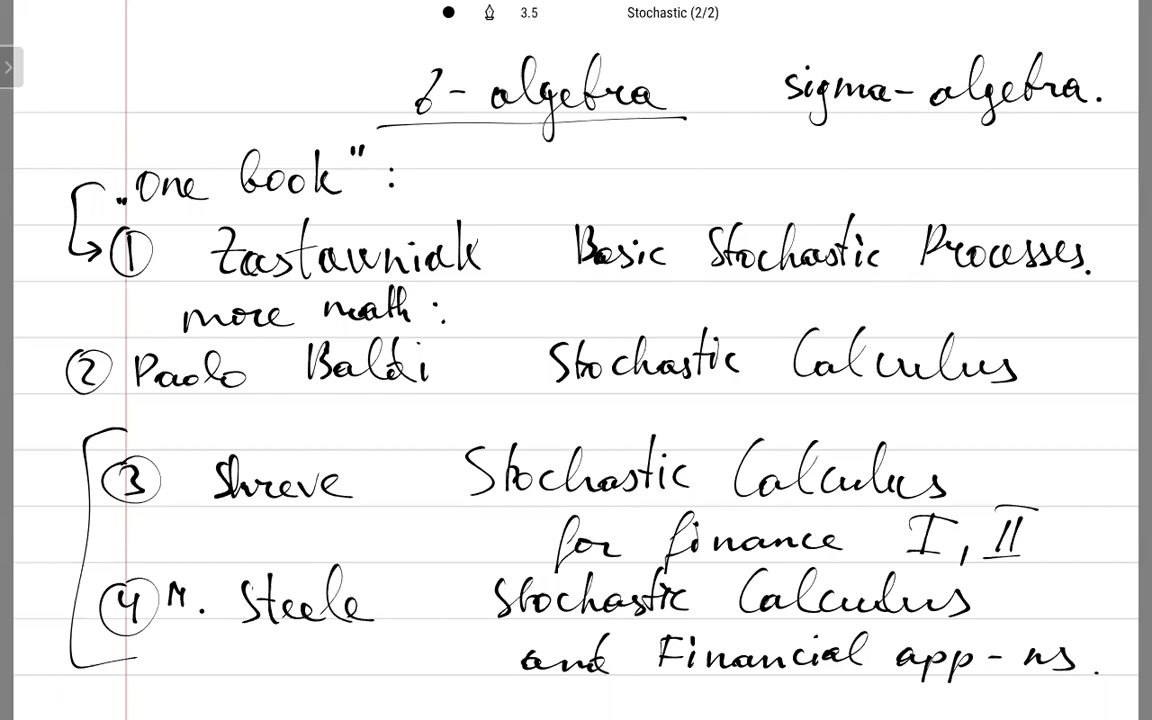 3.5 Stochastic (2/2)
σ-algebra sigma-algebra.
„One book":
① Zastawniak Basic Stochastic Processes.
more math:
② Paolo Baldi Stochastic Calculus
③ Shreve Stochastic Calculus
for finance I, II
④ M. Steele Stochastic Calculus
and Financial app-ns.